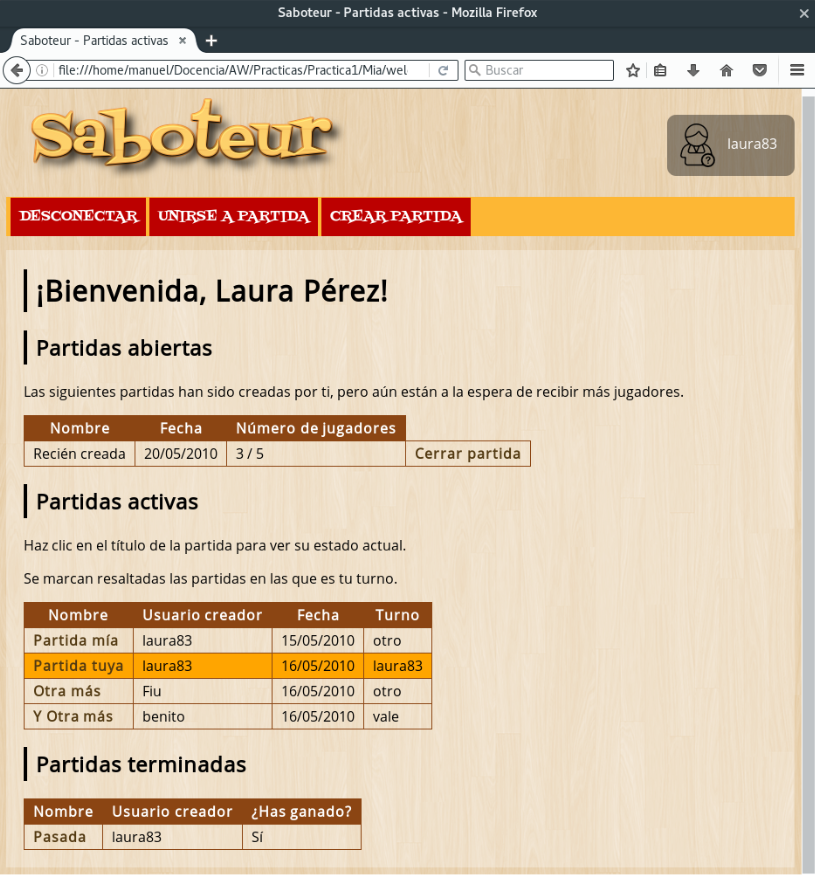 Saboteur - Partidas activas - Mozilla Firefox
Saboteur - Partidas activas
file:///home/manuel/Docencia/AW/Practicas/Practica1/Mia/wel
Buscar
Saboteur
laura83
DESCONECTAR UNIRSE A PARTIDA CREAR PARTIDA
¡Bienvenida, Laura Pérez!
Partidas abiertas
Las siguientes partidas han sido creadas por ti, pero aún están a la espera de recibir más jugadores.
Nombre Fecha Número de jugadores
Recién creada 20/05/2010 3 / 5 Cerrar partida
Partidas activas
Haz clic en el título de la partida para ver su estado actual.
Se marcan resaltadas las partidas en las que es tu turno.
Nombre Usuario creador Fecha Turno
Partida mía laura83 15/05/2010 otro
Partida tuya laura83 16/05/2010 laura83
Otra más Fiu 16/05/2010 otro
Y Otra más benito 16/05/2010 vale
Partidas terminadas
Nombre Usuario creador ¿Has ganado?
Pasada laura83 Sí